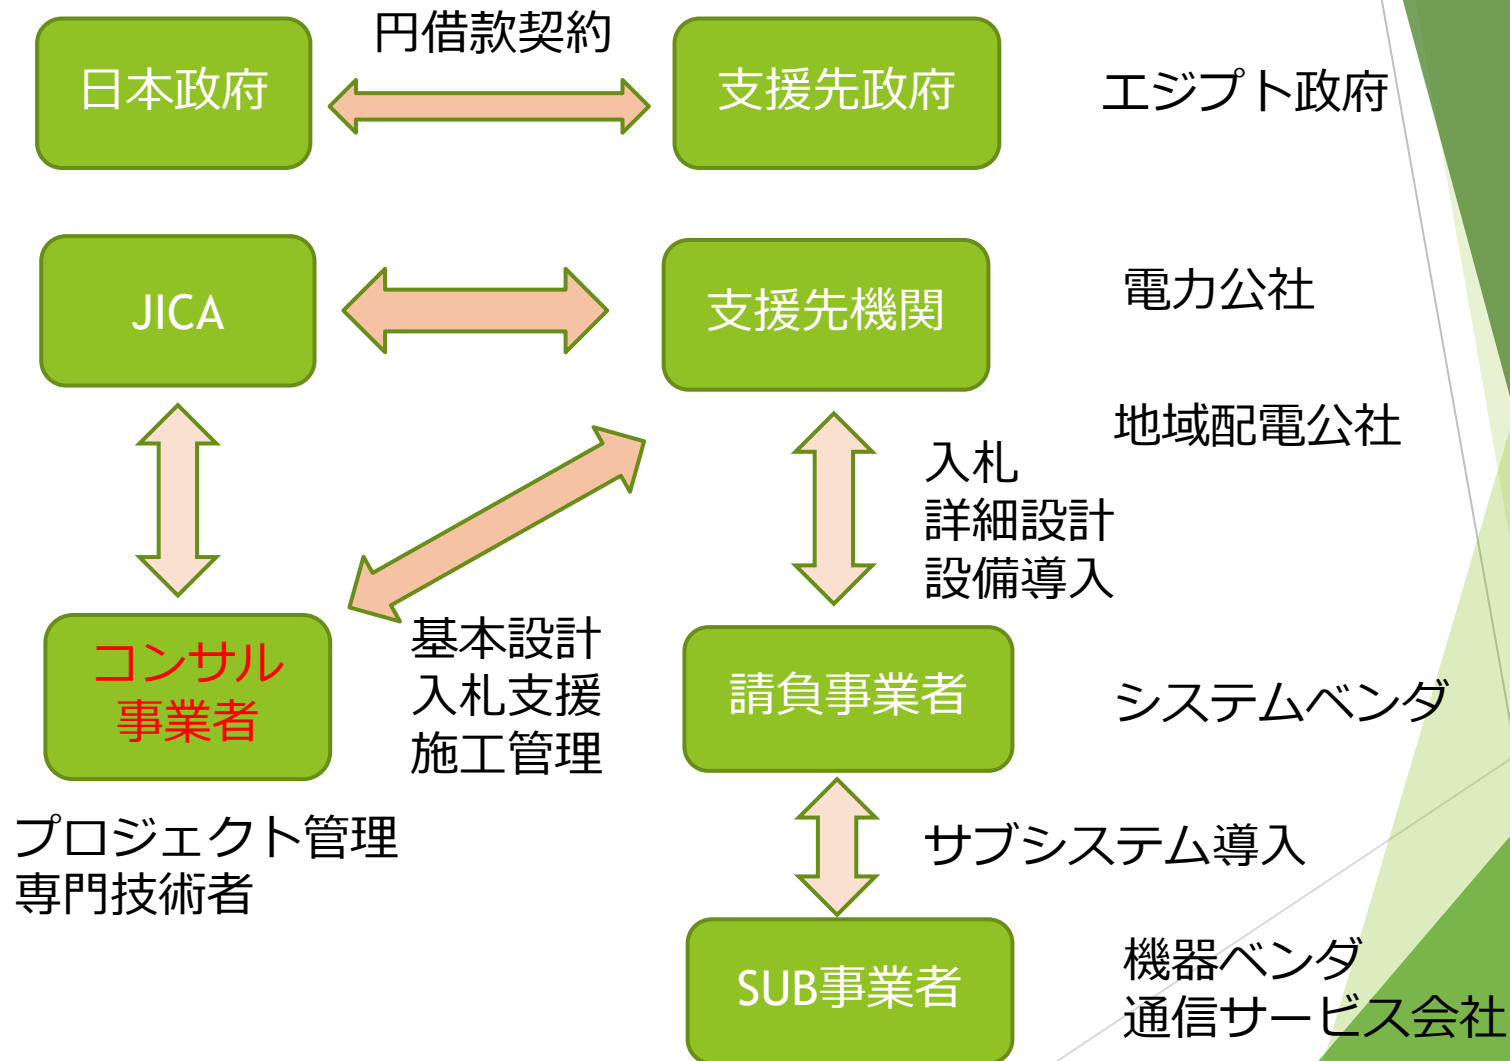 円借款契約
日本政府
支援先政府
エジプト政府
JICA
支援先機関
電力公社
地域配電公社
入札
詳細設計
設備導入
コンサル
事業者
基本設計
入札支援
施工管理
請負事業者
システムベンダ
プロジェクト管理
専門技術者
サブシステム導入
SUB事業者
機器ベンダ
通信サービス会社